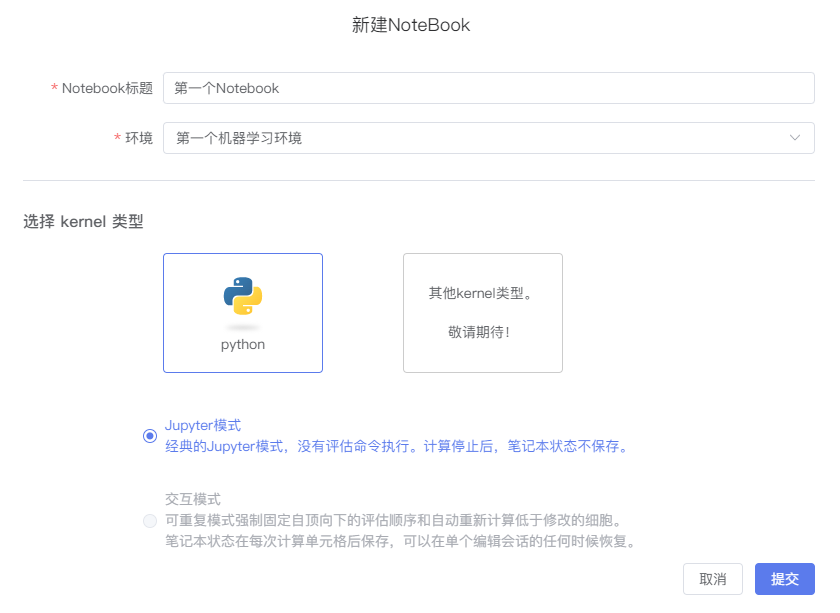 新建NoteBook
* Notebook标题 第一个Notebook
* 环境 第一个机器学习环境
选择 kernel 类型
python
其他kernel类型。
敬请期待!
Jupyter模式
经典的Jupyter模式，没有评估命令执行。计算停止后，笔记本状态不保存。
交互模式
可重复模式强制固定自顶向下的评估顺序和自动重新计算低于修改的细胞。
笔记本状态在每次计算单元格后保存，可以在单个编辑会话的任何时候恢复。
取消 提交